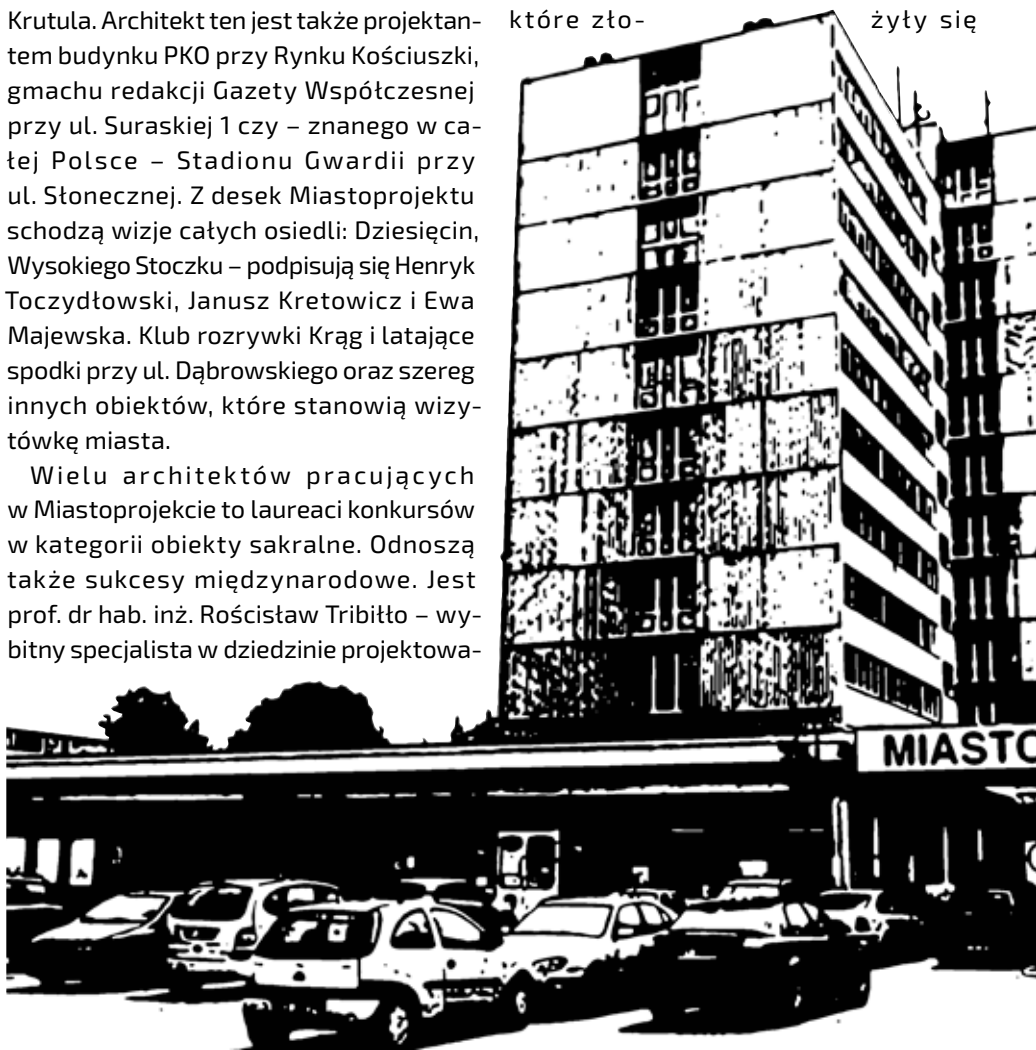 Krutula. Architekt ten jest także projektan-
tem budynku PKO przy Rynku Kościuszki,
gmachu redakcji Gazety Współczesnej
przy ul. Suraskiej 1 czy – znanego w ca-
łej Polsce – Stadionu Gwardii przy
ul. Słonecznej. Z desek Miastoprojektu
schodzą wizje całych osiedli: Dziesięcin,
Wysokiego Stoczku – podpisują się Henryk
Toczydłowski, Janusz Kretowicz i Ewa
Majewska. Klub rozrywki Krąg i latające
spodki przy ul. Dąbrowskiego oraz szereg
innych obiektów, które stanowią wizy-
tówkę miasta.
Wielu architektów pracujących
w Miastoprojekcie to laureaci konkursów
w kategorii obiekty sakralne. Odnoszą
także sukcesy międzynarodowe. Jest
prof. dr hab. inż. Rościsław Tribiłło – wy-
bitny specjalista w dziedzinie projektowa-
które zło- żyły się
MIASTO